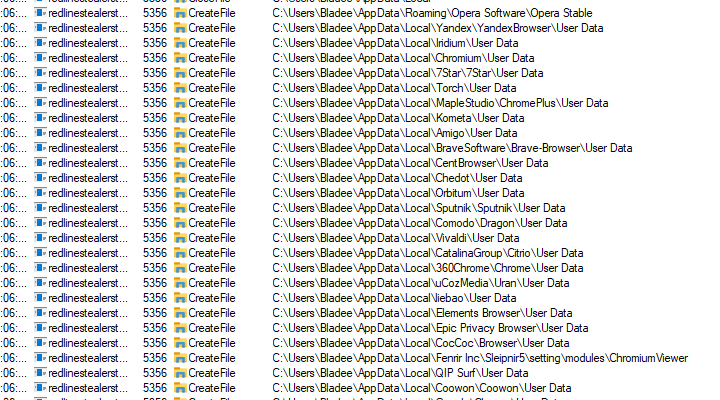 :06:... redlinestealerst... 5356 CreateFile C:\Users\Bladee\AppData\Roaming\Opera Software\Opera Stable
:06:... redlinestealerst... 5356 CreateFile C:\Users\Bladee\AppData\Local\Yandex\YandexBrowser\User Data
:06:... redlinestealerst... 5356 CreateFile C:\Users\Bladee\AppData\Local\Iridium\User Data
:06:... redlinestealerst... 5356 CreateFile C:\Users\Bladee\AppData\Local\Chromium\User Data
:06:... redlinestealerst... 5356 CreateFile C:\Users\Bladee\AppData\Local\7Star\7Star\User Data
:06:... redlinestealerst... 5356 CreateFile C:\Users\Bladee\AppData\Local\Torch\User Data
:06:... redlinestealerst... 5356 CreateFile C:\Users\Bladee\AppData\Local\MapleStudio\ChromePlus\User Data
:06:... redlinestealerst... 5356 CreateFile C:\Users\Bladee\AppData\Local\Kometa\User Data
:06:... redlinestealerst... 5356 CreateFile C:\Users\Bladee\AppData\Local\Amigo\User Data
:06:... redlinestealerst... 5356 CreateFile C:\Users\Bladee\AppData\Local\BraveSoftware\Brave-Browser\User Data
:06:... redlinestealerst... 5356 CreateFile C:\Users\Bladee\AppData\Local\CentBrowser\User Data
:06:... redlinestealerst... 5356 CreateFile C:\Users\Bladee\AppData\Local\Chedot\User Data
:06:... redlinestealerst... 5356 CreateFile C:\Users\Bladee\AppData\Local\Orbitum\User Data
:06:... redlinestealerst... 5356 CreateFile C:\Users\Bladee\AppData\Local\Sputnik\Sputnik\User Data
:06:... redlinestealerst... 5356 CreateFile C:\Users\Bladee\AppData\Local\Comodo\Dragon\User Data
:06:... redlinestealerst... 5356 CreateFile C:\Users\Bladee\AppData\Local\Vivaldi\User Data
:06:... redlinestealerst... 5356 CreateFile C:\Users\Bladee\AppData\Local\CatalinaGroup\Citrio\User Data
:06:... redlinestealerst... 5356 CreateFile C:\Users\Bladee\AppData\Local\360Chrome\Chrome\User Data
:06:... redlinestealerst... 5356 CreateFile C:\Users\Bladee\AppData\Local\uCozMedia\Uran\User Data
:06:... redlinestealerst... 5356 CreateFile C:\Users\Bladee\AppData\Local\liebao\User Data
:06:... redlinestealerst... 5356 CreateFile C:\Users\Bladee\AppData\Local\Elements Browser\User Data
:06:... redlinestealerst... 5356 CreateFile C:\Users\Bladee\AppData\Local\Epic Privacy Browser\User Data
:06:... redlinestealerst... 5356 CreateFile C:\Users\Bladee\AppData\Local\CocCoc\Browser\User Data
:06:... redlinestealerst... 5356 CreateFile C:\Users\Bladee\AppData\Local\Fenrir Inc\Sleipnir5\setting\modules\ChromiumViewer
:06:... redlinestealerst... 5356 CreateFile C:\Users\Bladee\AppData\Local\QIP Surf\User Data
:06:... redlinestealerst... 5356 CreateFile C:\Users\Bladee\AppData\Local\Coowon\Coowon\User Data